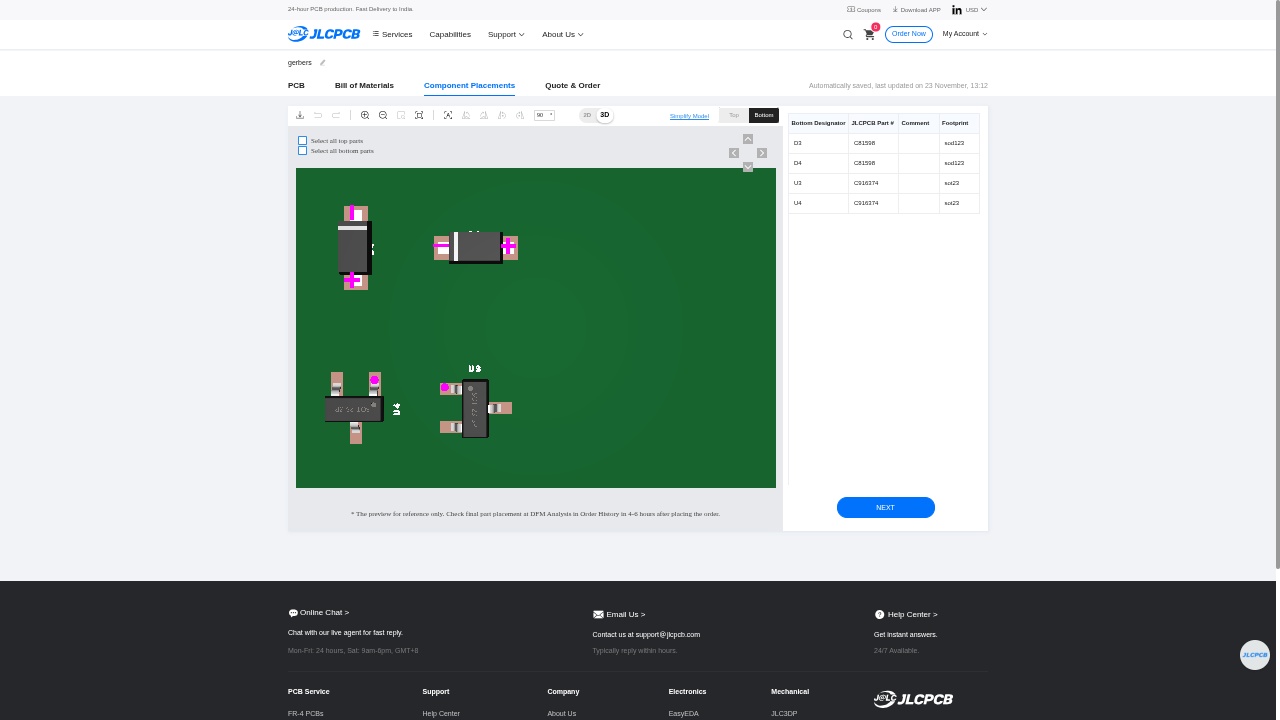 24-hour PCB production. Fast Delivery to India.
Coupons
Download APP
in
USD
J@LC JLCPCB
Services
Capabilities
Support
About Us
0
Order Now
My Account
gerbers
PCB
Bill of Materials
Component Placements
Quote & Order
Automatically saved, last updated on 23 November, 13:12
90
2D
3D
Simplify Model
Top
Bottom
Select all top parts
Select all bottom parts
U3
U4
Bottom Designator JLCPCB Part # Comment Footprint
D3 C81598 sod123
D4 C81598 sod123
U3 C916374 sot23
U4 C916374 sot23
* The preview for reference only. Check final part placement at DFM Analysis in Order History in 4-6 hours after placing the order.
NEXT
Online Chat >
Chat with our live agent for fast reply.
Mon-Fri: 24 hours, Sat: 9am-6pm, GMT+8
Email Us >
Contact us at support@jlcpcb.com
Typically reply within hours.
Help Center >
Get instant answers.
24/7 Available.
JLCPCB
PCB Service
Support
Company
Electronics
Mechanical
J@LC JLCPCB
FR-4 PCBs
Help Center
About Us
EasyEDA
JLC3DP